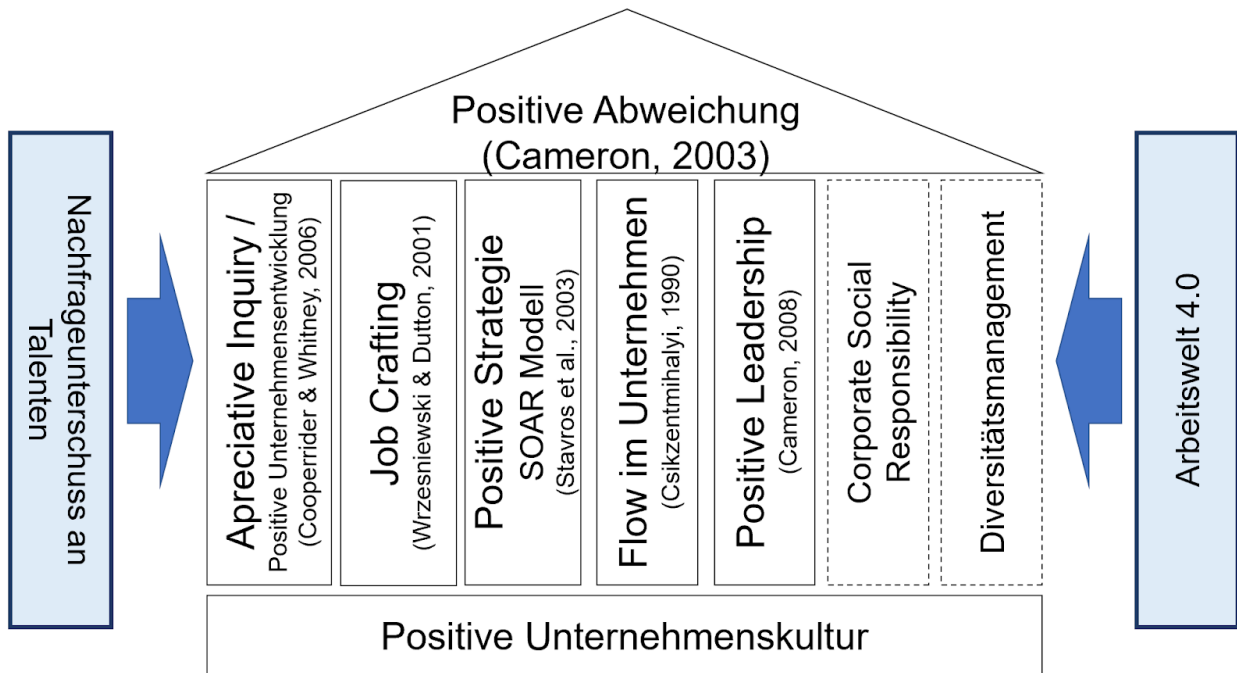 Positive Abweichung
(Cameron, 2003)
Nachfrageunterschuss an
Talenten
Apreciative Inquiry /
Positive Unternehmensentwicklung
(Cooperrider & Whitney, 2006)
Job Crafting
(Wrzesniewski & Dutton, 2001)
Positive Strategie
SOAR Modell
(Stavros et al., 2003)
Flow im Unternehmen
(Csikzentmihalyi, 1990)
Positive Leadership
(Cameron, 2008)
Corporate Social
Responsibility
Diversitätsmanagement
Arbeitswelt 4.0
Positive Unternehmenskultur